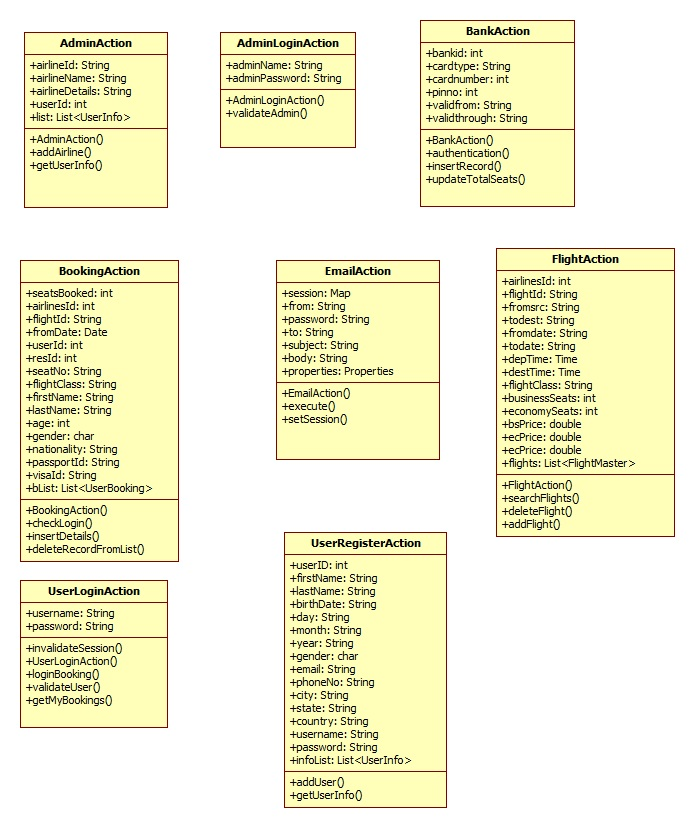 AdminAction
+airlineId: String
+airlineName: String
+airlineDetails: String
+userId: int
+list: List<UserInfo>
+AdminAction()
+addAirline()
+getUserInfo()
AdminLoginAction
+adminName: String
+adminPassword: String
+AdminLoginAction()
+validateAdmin()
BankAction
+bankid: int
+cardtype: String
+cardnumber: int
+pinno: int
+validfrom: String
+validthrough: String
+BankAction()
+authentication()
+insertRecord()
+updateTotalSeats()
BookingAction
+seatsBooked: int
+airlinesId: int
+flightId: String
+fromDate: Date
+userId: int
+resId: int
+seatNo: String
+flightClass: String
+firstName: String
+lastName: String
+age: int
+gender: char
+nationality: String
+passportId: String
+visaId: String
+bList: List<UserBooking>
+BookingAction()
+checkLogin()
+insertDetails()
+deleteRecordFromList()
EmailAction
+session: Map
+from: String
+password: String
+to: String
+subject: String
+body: String
+properties: Properties
+EmailAction()
+execute()
+setSession()
FlightAction
+airlinesId: int
+flightId: String
+fromsrc: String
+todest: String
+fromdate: String
+todate: String
+depTime: Time
+destTime: Time
+flightClass: String
+businessSeats: int
+economySeats: int
+bsPrice: double
+ecPrice: double
+ecPrice: double
+flights: List<FlightMaster>
+FlightAction()
+searchFlights()
+deleteFlight()
+addFlight()
UserLoginAction
+username: String
+password: String
+invalidateSession()
+UserLoginAction()
+loginBooking()
+validateUser()
+getMyBookings()
UserRegisterAction
+userID: int
+firstName: String
+lastName: String
+birthDate: String
+day: String
+month: String
+year: String
+gender: char
+email: String
+phoneNo: String
+city: String
+state: String
+country: String
+username: String
+password: String
+infoList: List<UserInfo>
+addUser()
+getUserInfo()